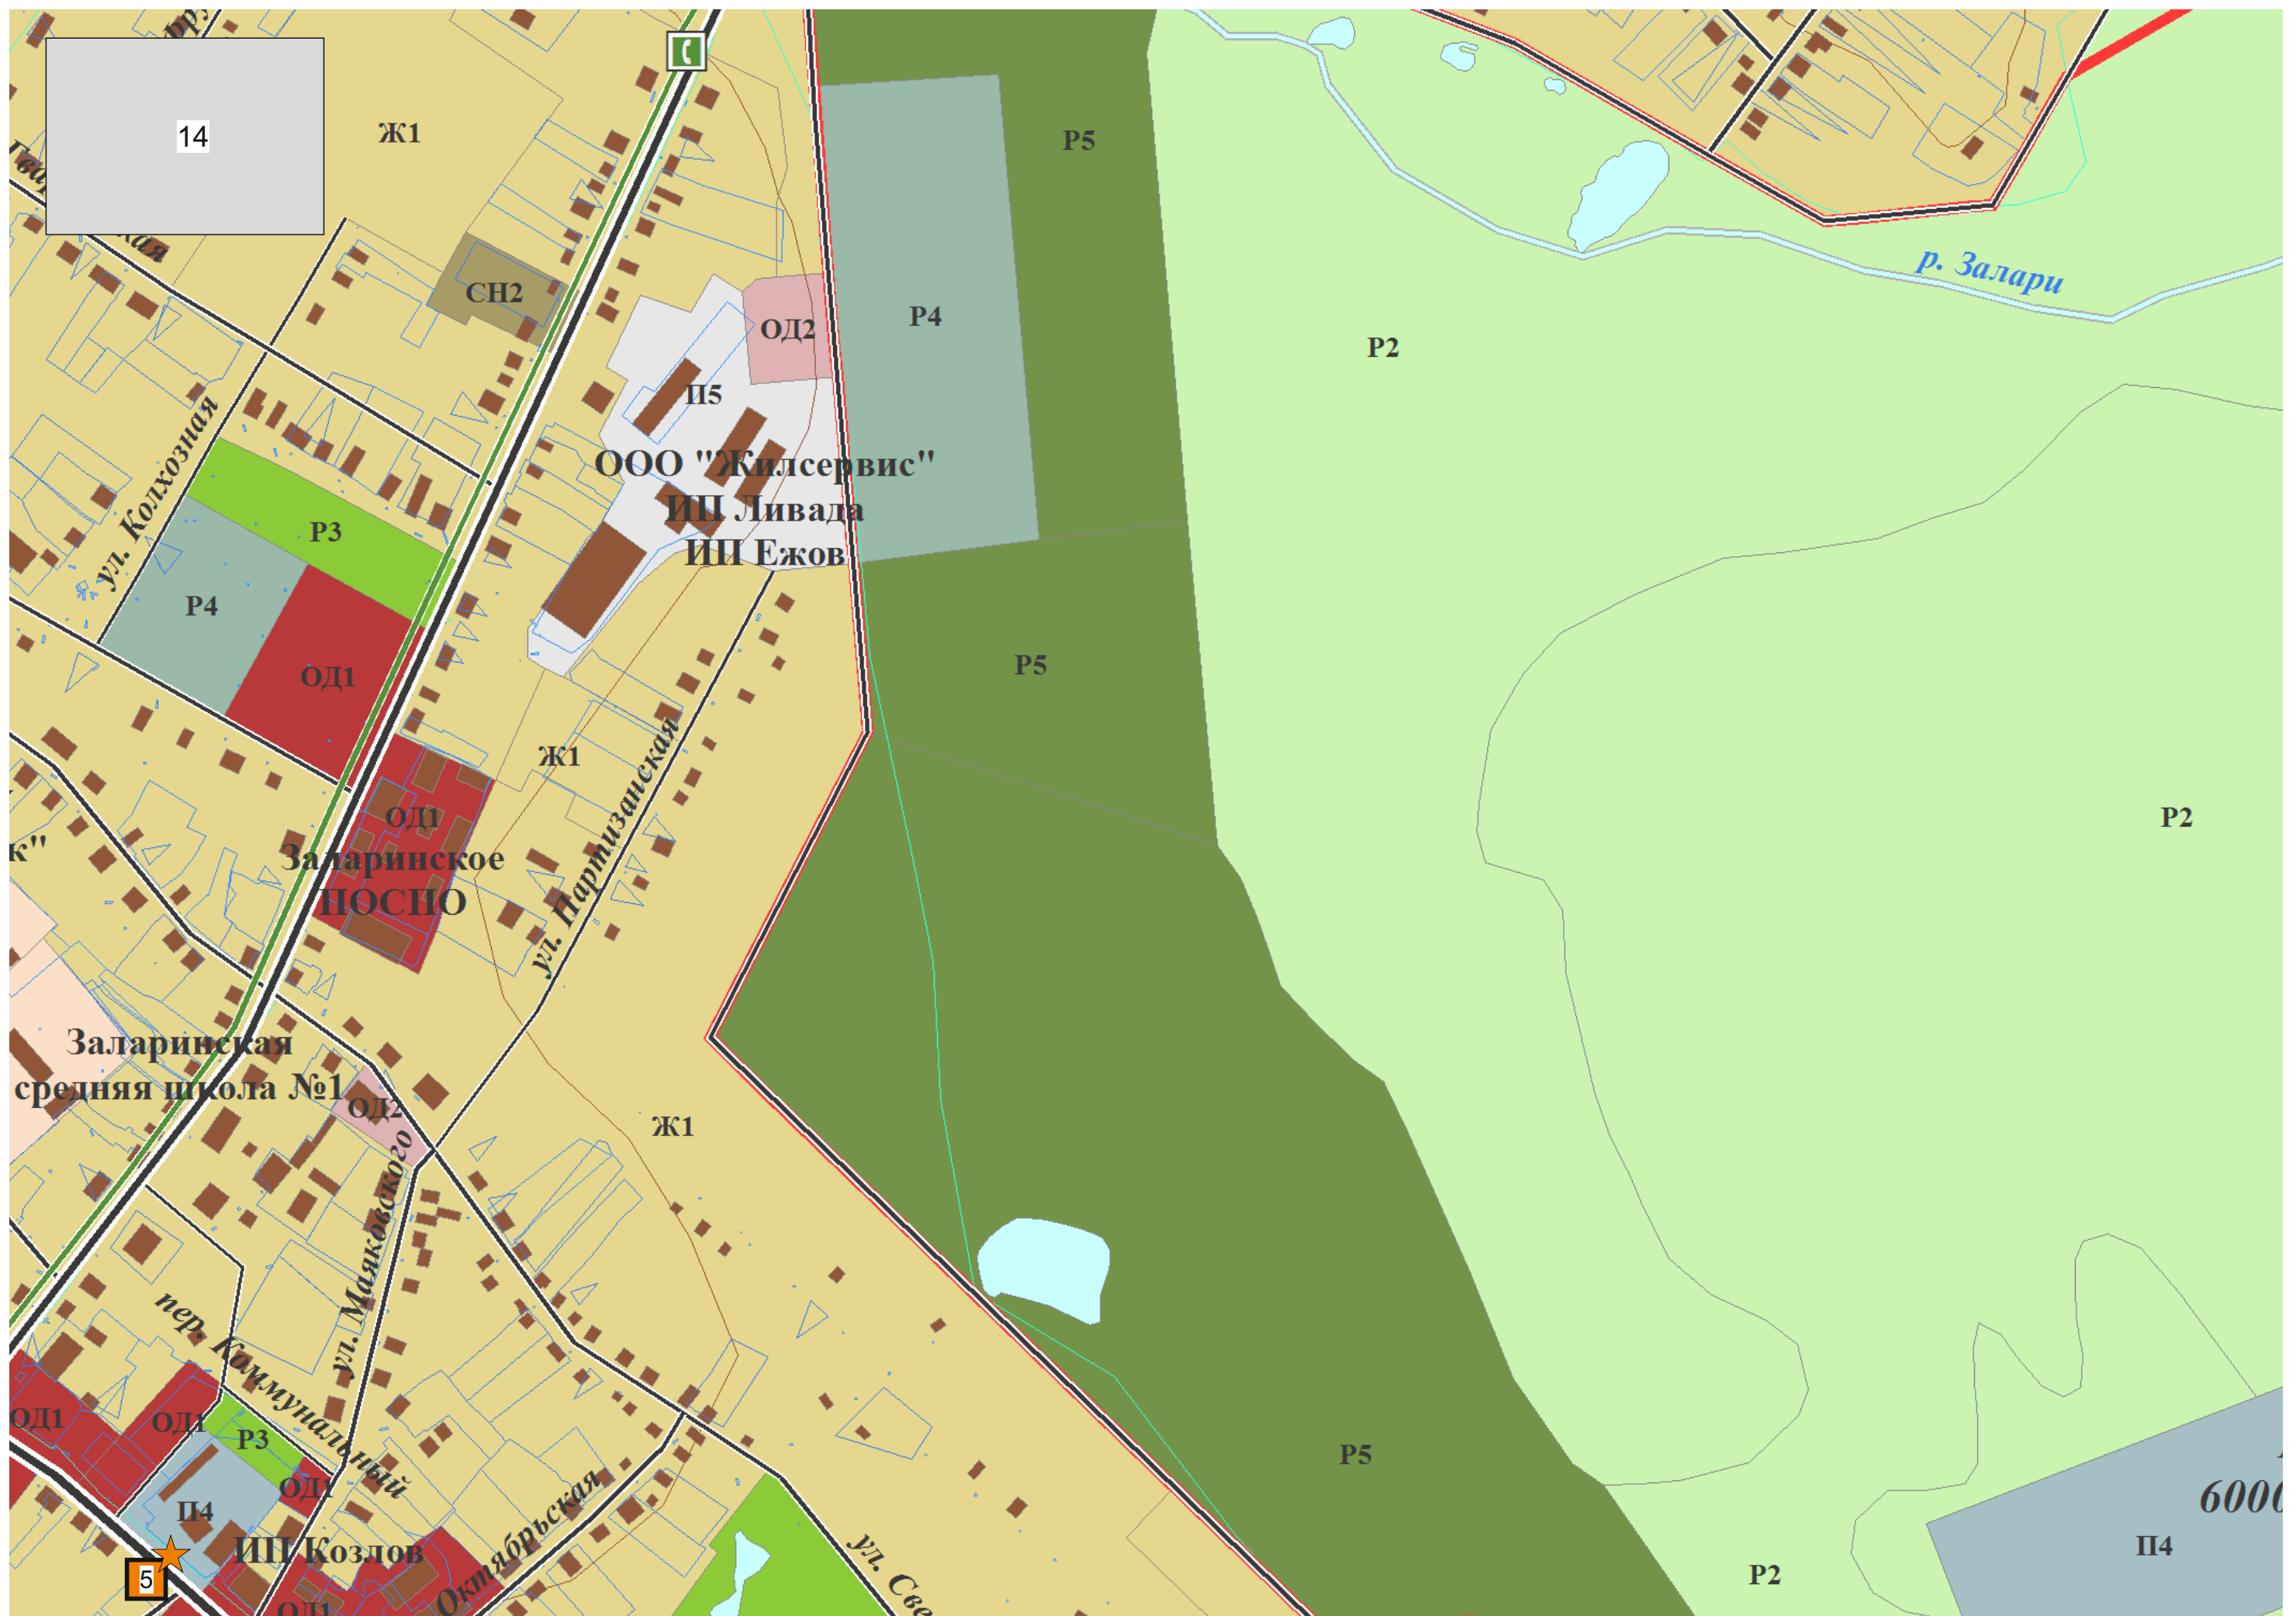 14
Ж1
Р5
СН2
ОД2
Р4
р. Залари
Р2
П5
ООО "Жилсервис"
ИП Ливада
ИП Ежов
ул. Колхозная
Р3
Р4
ОД1
Р5
Ж1
ул. Партизанская
ОД1
Заларинское
ПОСПО
к"
Р2
Заларинская
средняя школа №1
ОД2
Ж1
ул. Маяковского
пер. Коммунальный
ОД1
ОД1
Р3
ОД1
П4
ИП Козлов
5
ОД1
Октябрьская
ул. Све
Р5
Р2
6000
П4